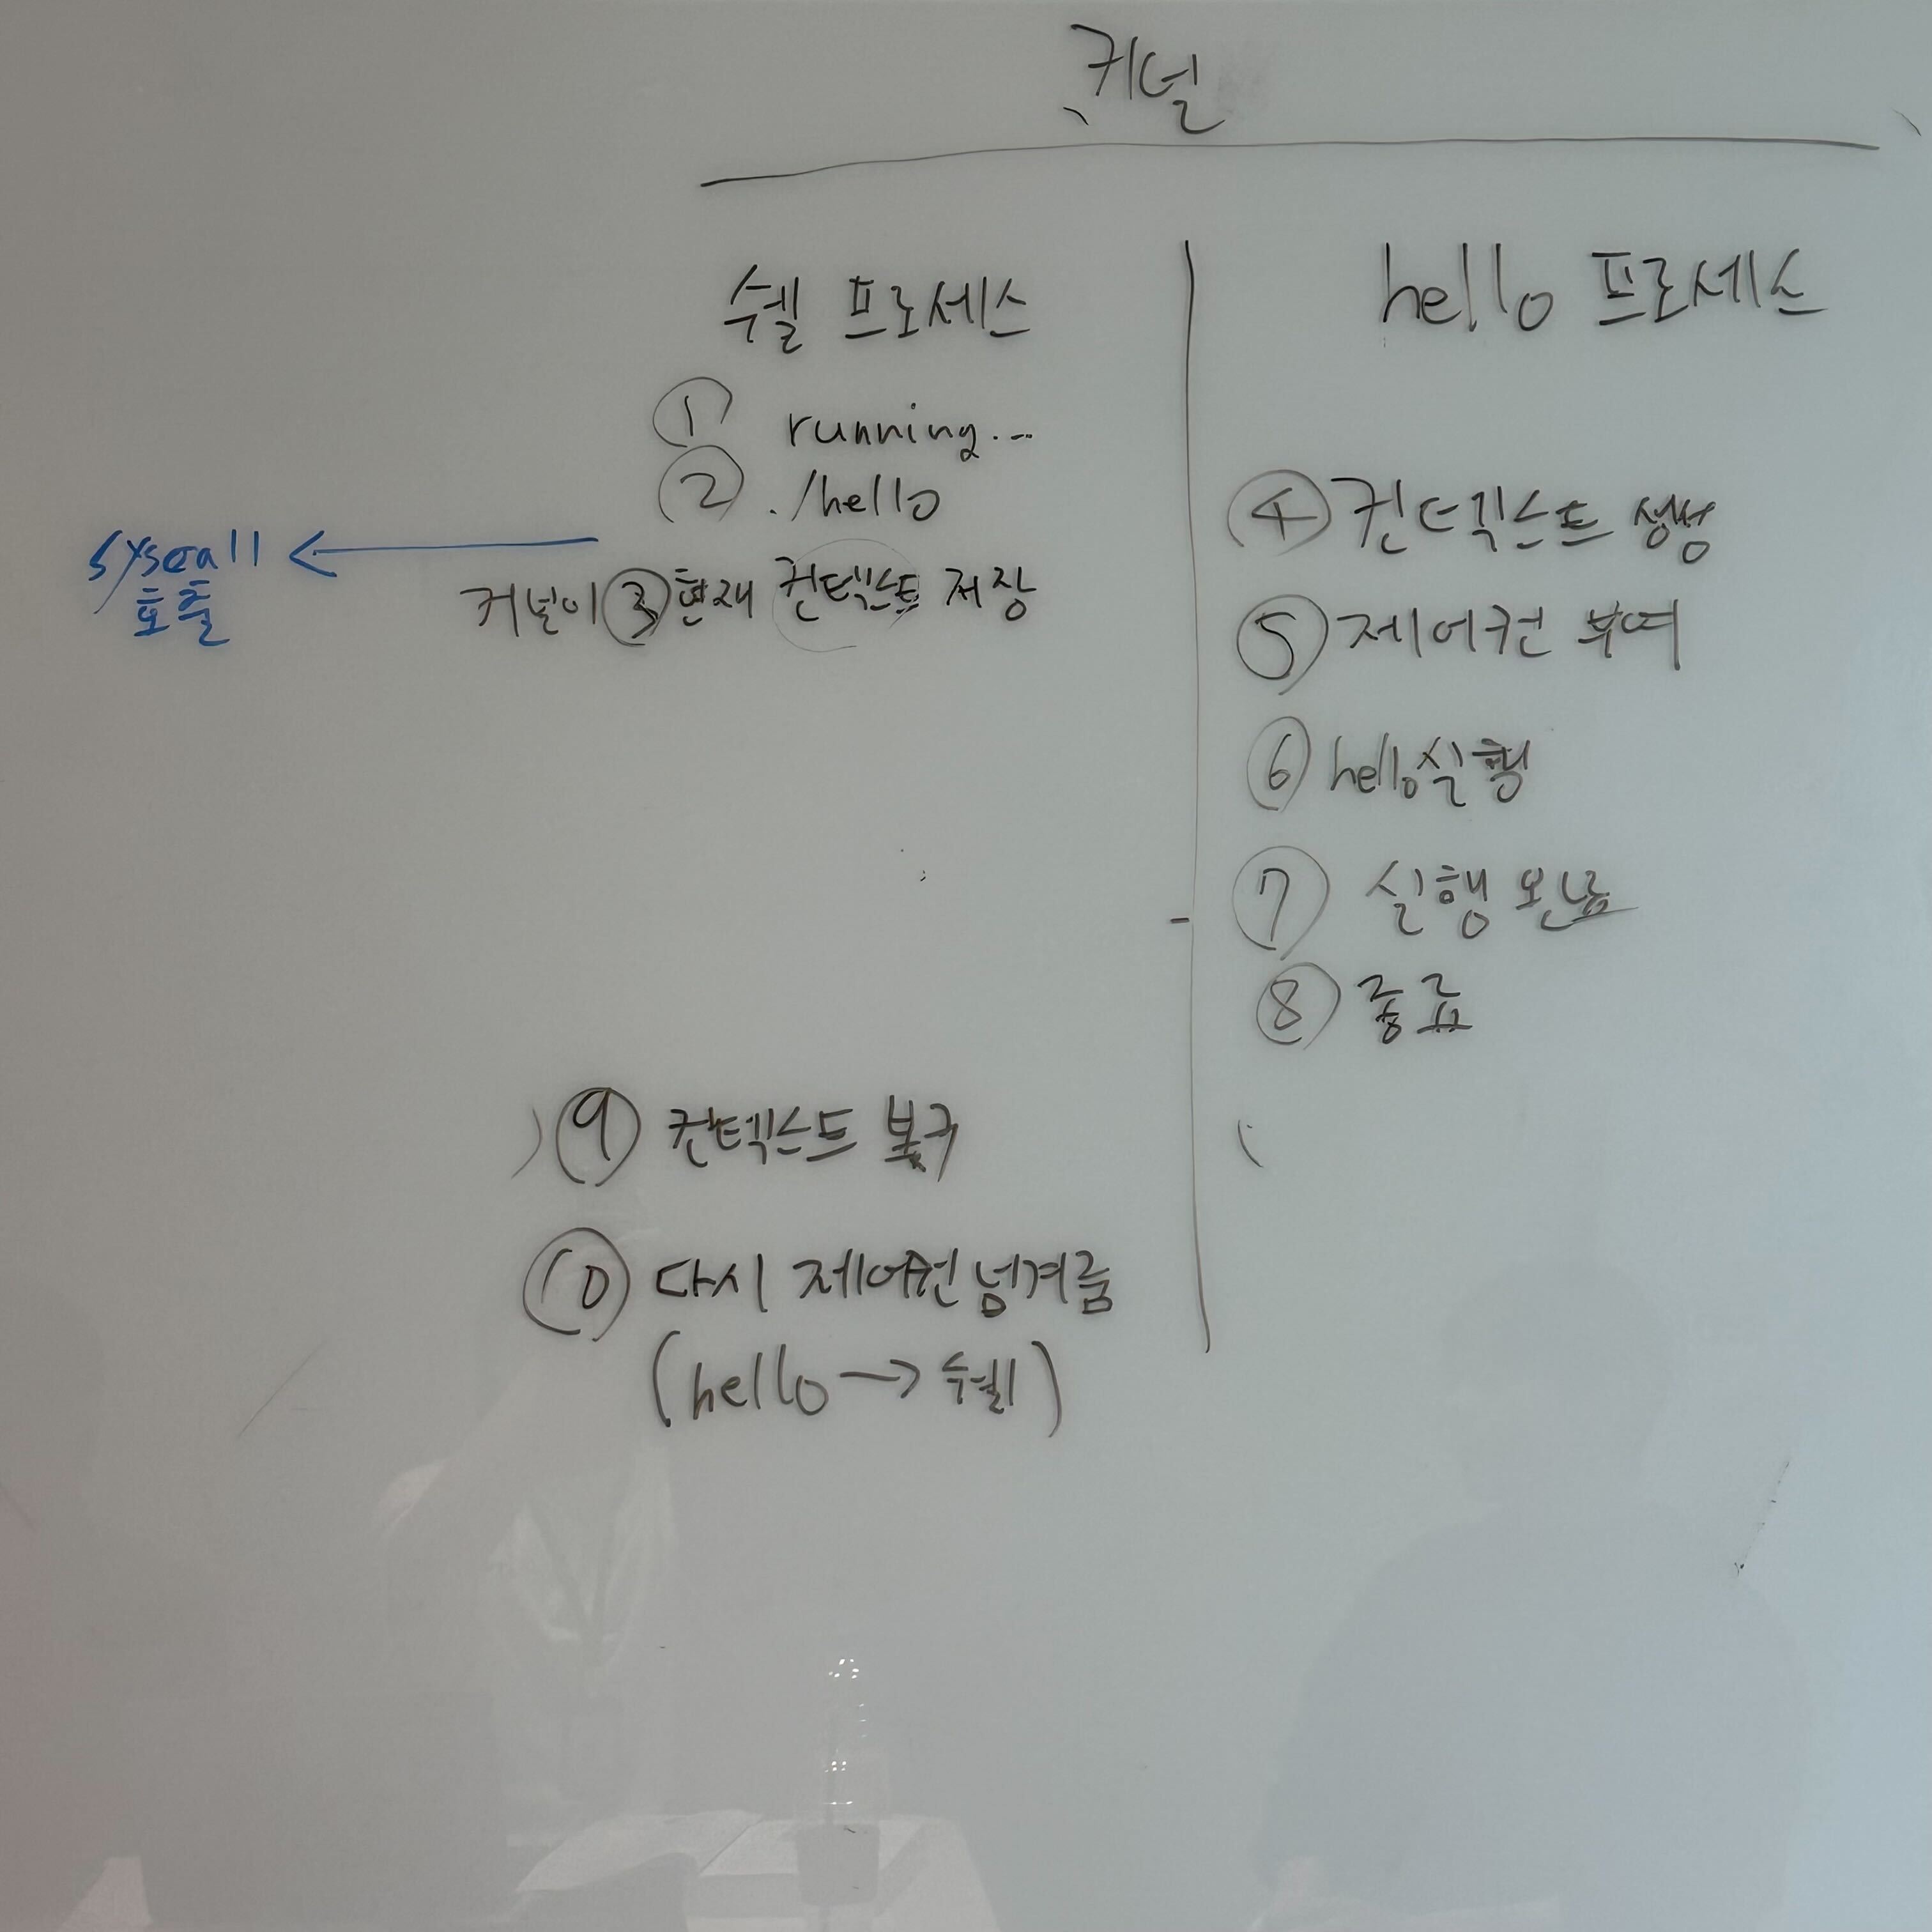 커널
쉘 프로세스
① running...
② ./hello
syscall
호출
커널이 ③ 현재 컨텍스트 저장
⑨ 컨텍스트 복구
⑩ 다시 제어권 넘겨줌
(hello → 쉘)
hello 프로세스
④ 컨텍스트 생성
⑤ 제어권 부여
⑥ hello 실행
⑦ 실행 완료
⑧ 종료